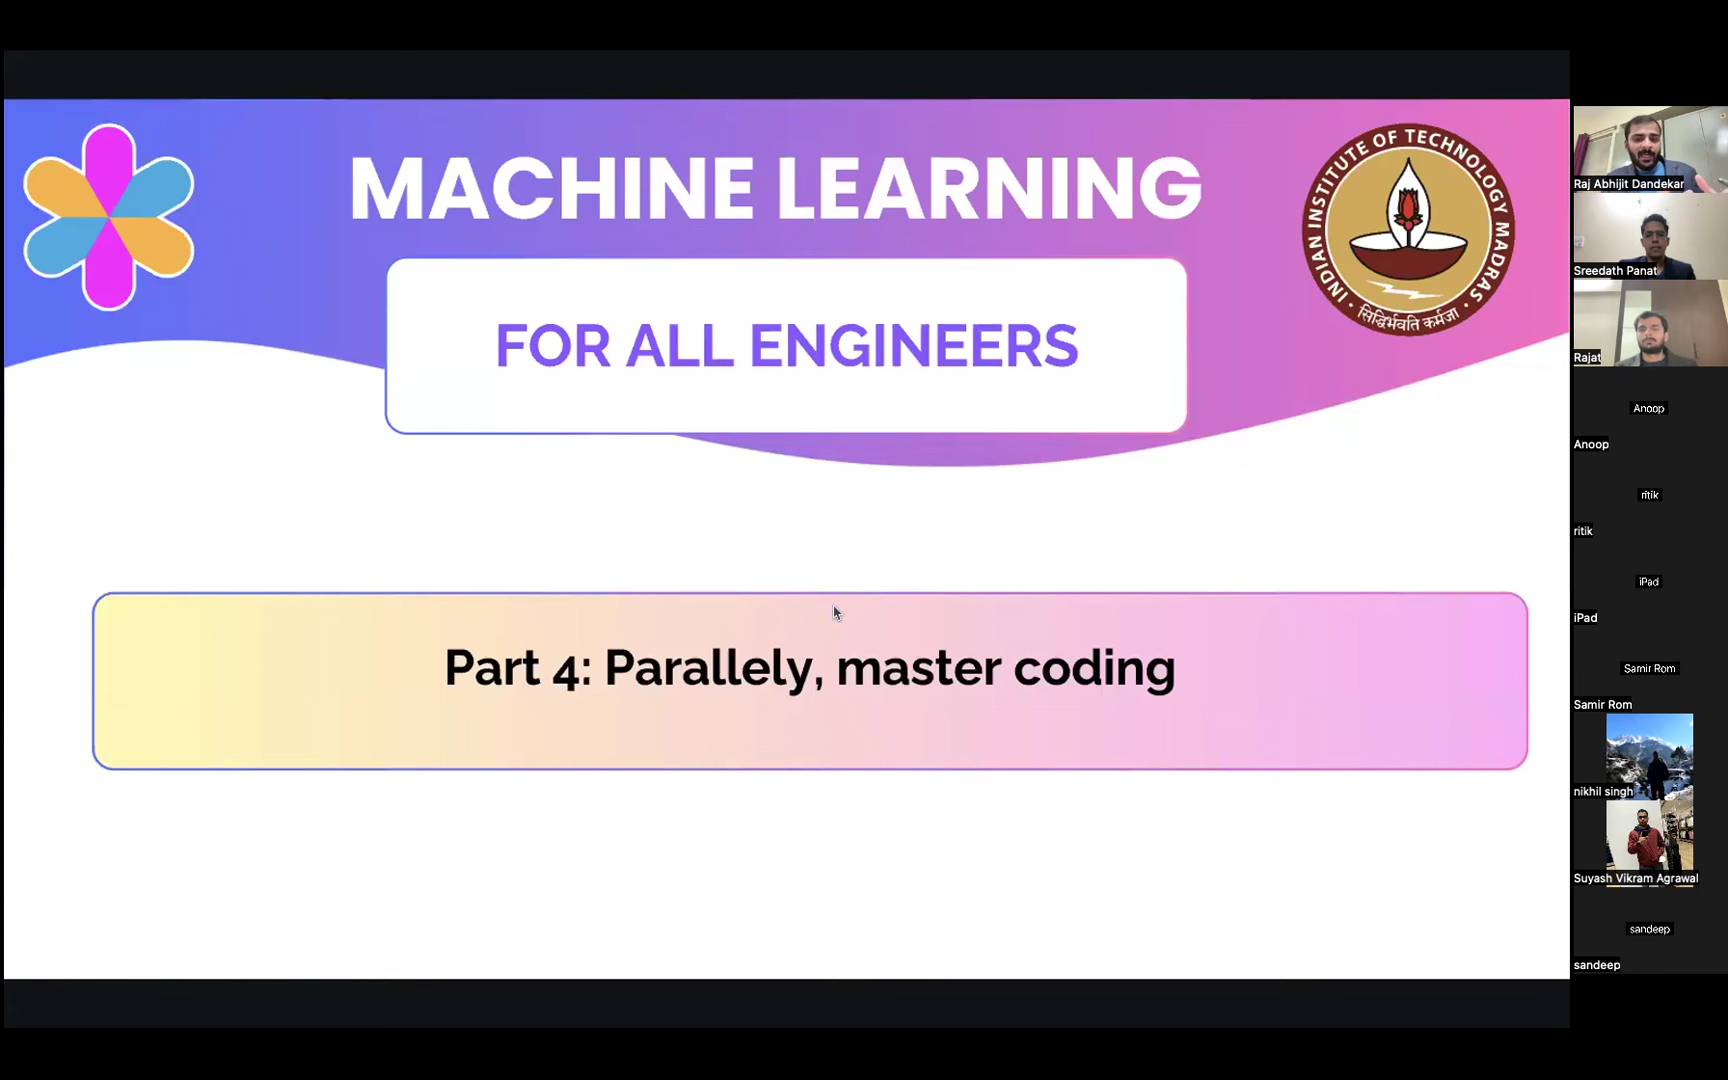 MACHINE LEARNING
FOR ALL ENGINEERS
INDIAN INSTITUTE OF TECHNOLOGY MADRAS
सिद्धिर्भवति कर्मजा
Part 4: Parallely, master coding
Raj Abhijit Dandekar
Sreedath Panat
Rajat
Anoop
Anoop
ritik
ritik
iPad
iPad
Samir Rom
Samir Rom
nikhil singh
Suyash Vikram Agrawal
sandeep
sandeep